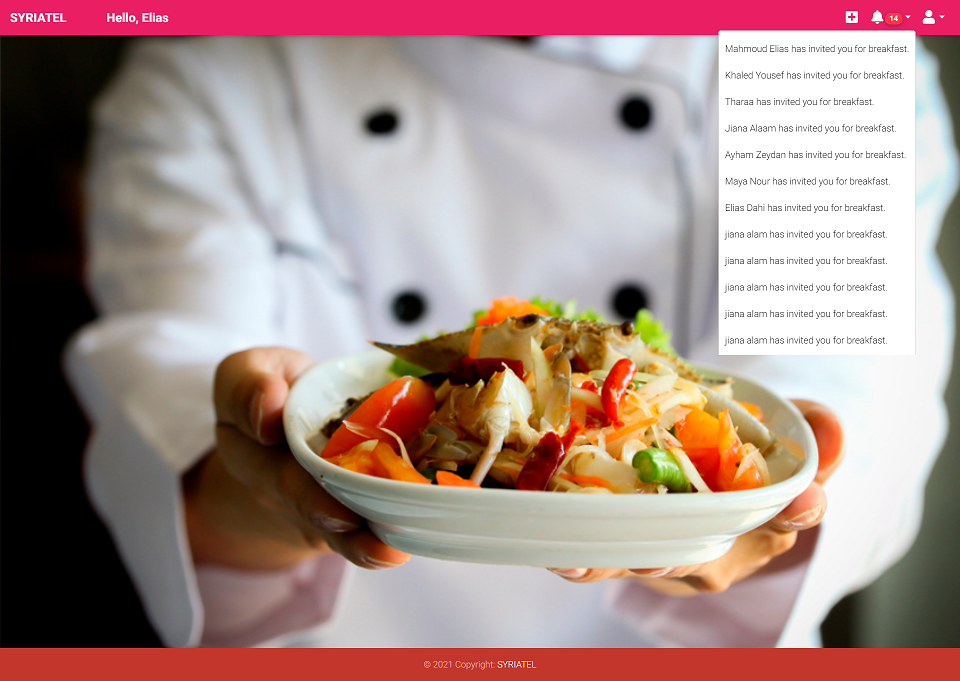 SYRIATEL Hello, Elias 14
Mahmoud Elias has invited you for breakfast.
Khaled Yousef has invited you for breakfast.
Tharaa has invited you for breakfast.
Jiana Alaam has invited you for breakfast.
Ayham Zeydan has invited you for breakfast.
Maya Nour has invited you for breakfast.
Elias Dahi has invited you for breakfast.
jiana alam has invited you for breakfast.
jiana alam has invited you for breakfast.
jiana alam has invited you for breakfast.
jiana alam has invited you for breakfast.
jiana alam has invited you for breakfast.
© 2021 Copyright: SYRIATEL